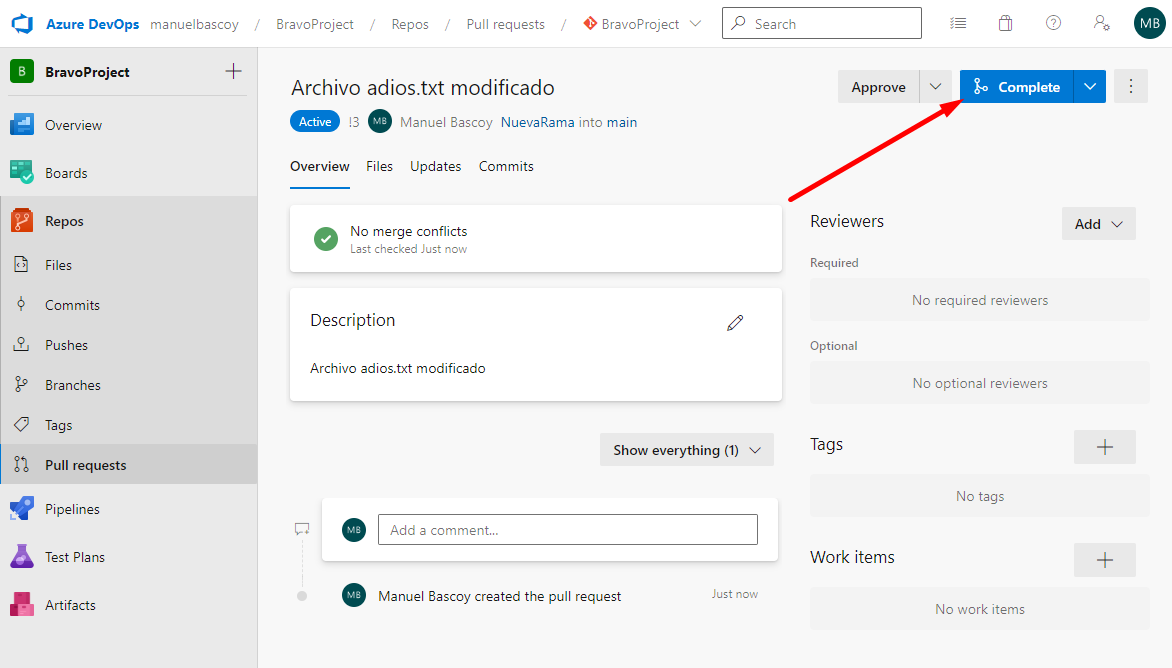 Azure DevOps manuelbascoy / BravoProject / Repos / Pull requests / BravoProject Search MB
B BravoProject
Overview
Boards
Repos
Files
Commits
Pushes
Branches
Tags
Pull requests
Pipelines
Test Plans
Artifacts
Archivo adios.txt modificado
Approve Complete
Active !3 MB Manuel Bascoy NuevaRama into main
Overview Files Updates Commits
No merge conflicts
Last checked Just now
Description
Archivo adios.txt modificado
Show everything (1)
MB Add a comment...
MB Manuel Bascoy created the pull request Just now
Reviewers Add
Required
No required reviewers
Optional
No optional reviewers
Tags
No tags
Work items
No work items